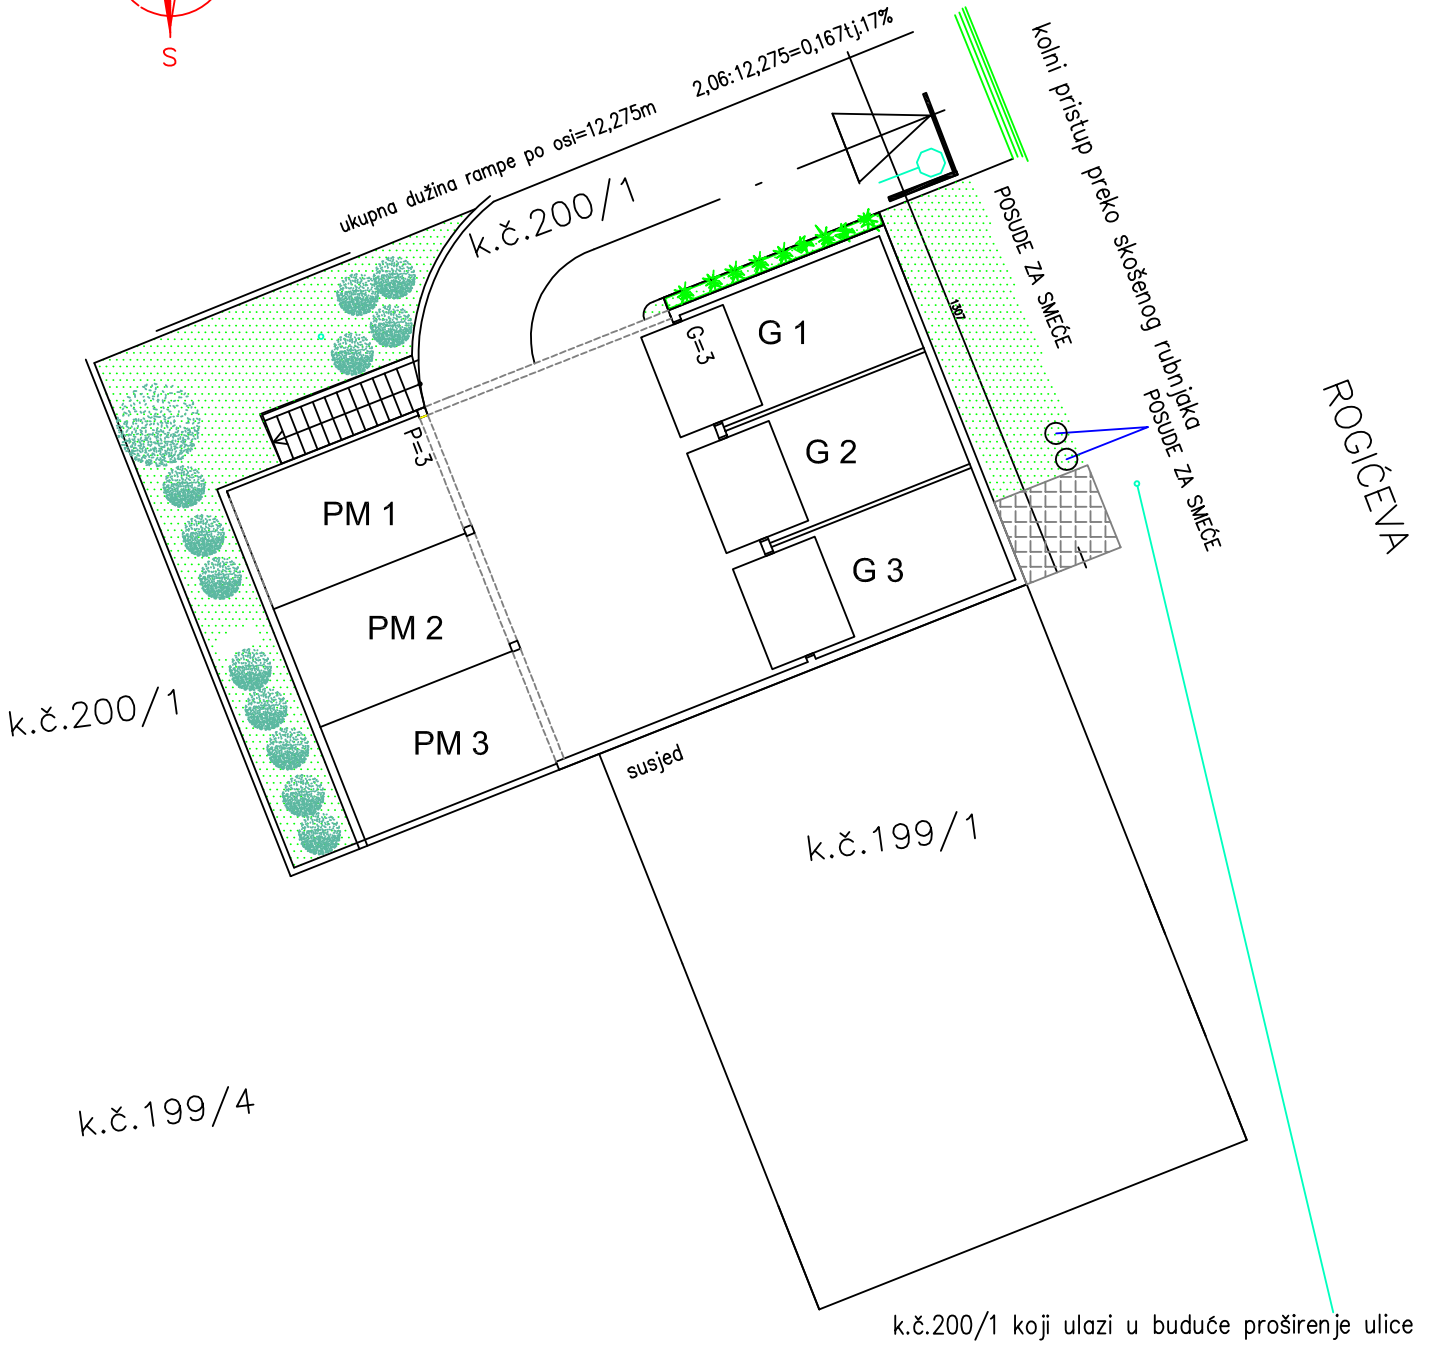 S
2,06:12,275=0,167tj.17%
ukupna dužina rampe po osi=12,275m
kolni pristup preko skošenog rubnjaka
k.č.200/1
POSUDE ZA SMEĆE
1307
G 1
G=3
G 2
P=3
POSUDE ZA SMEĆE
ROGIĆEVA
PM 1
G 3
PM 2
k.č.200/1
PM 3
susjed
k.č.199/1
k.č.199/4
k.č.200/1 koji ulazi u buduće proširenje ulice